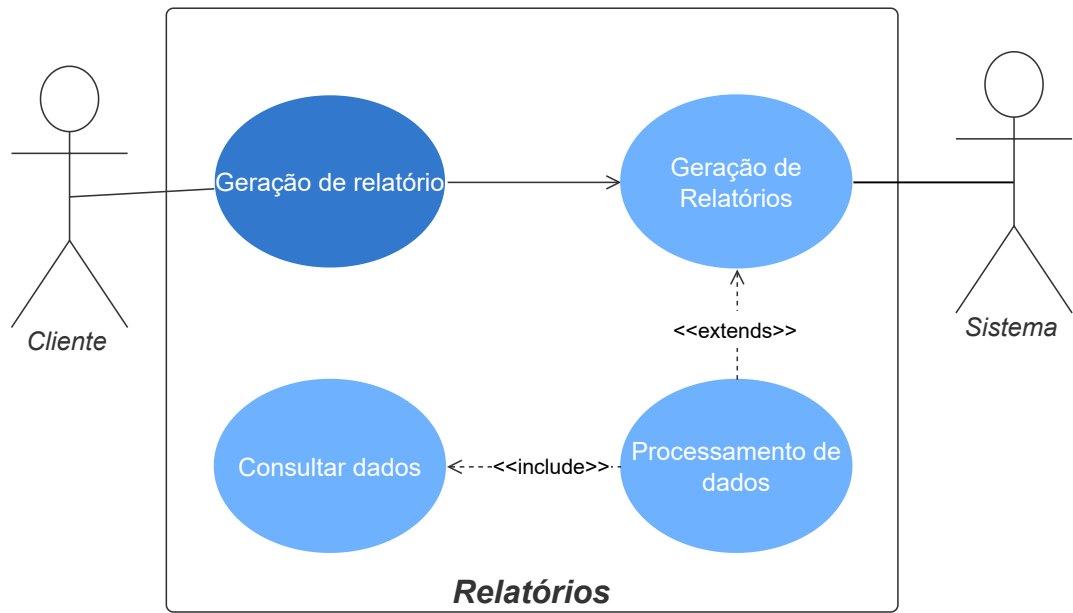 Geração de relatório
Geração de
Relatórios
Cliente
Sistema
<<extends>>
Consultar dados
<<include>>
Processamento de
dados
Relatórios